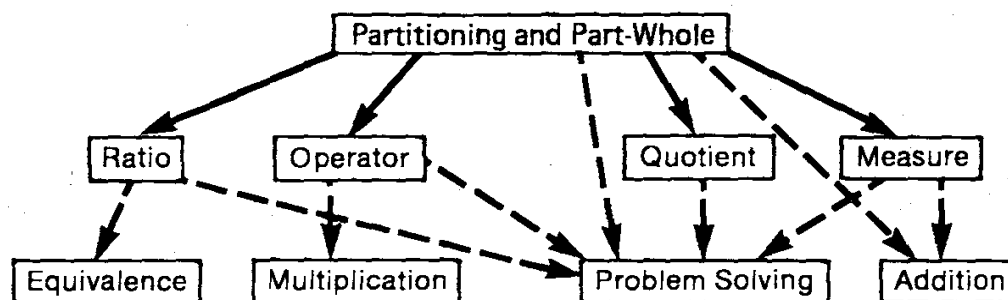 Partitioning and Part-Whole
Ratio
Operator
Quotient
Measure
Equivalence
Multiplication
Problem Solving
Addition